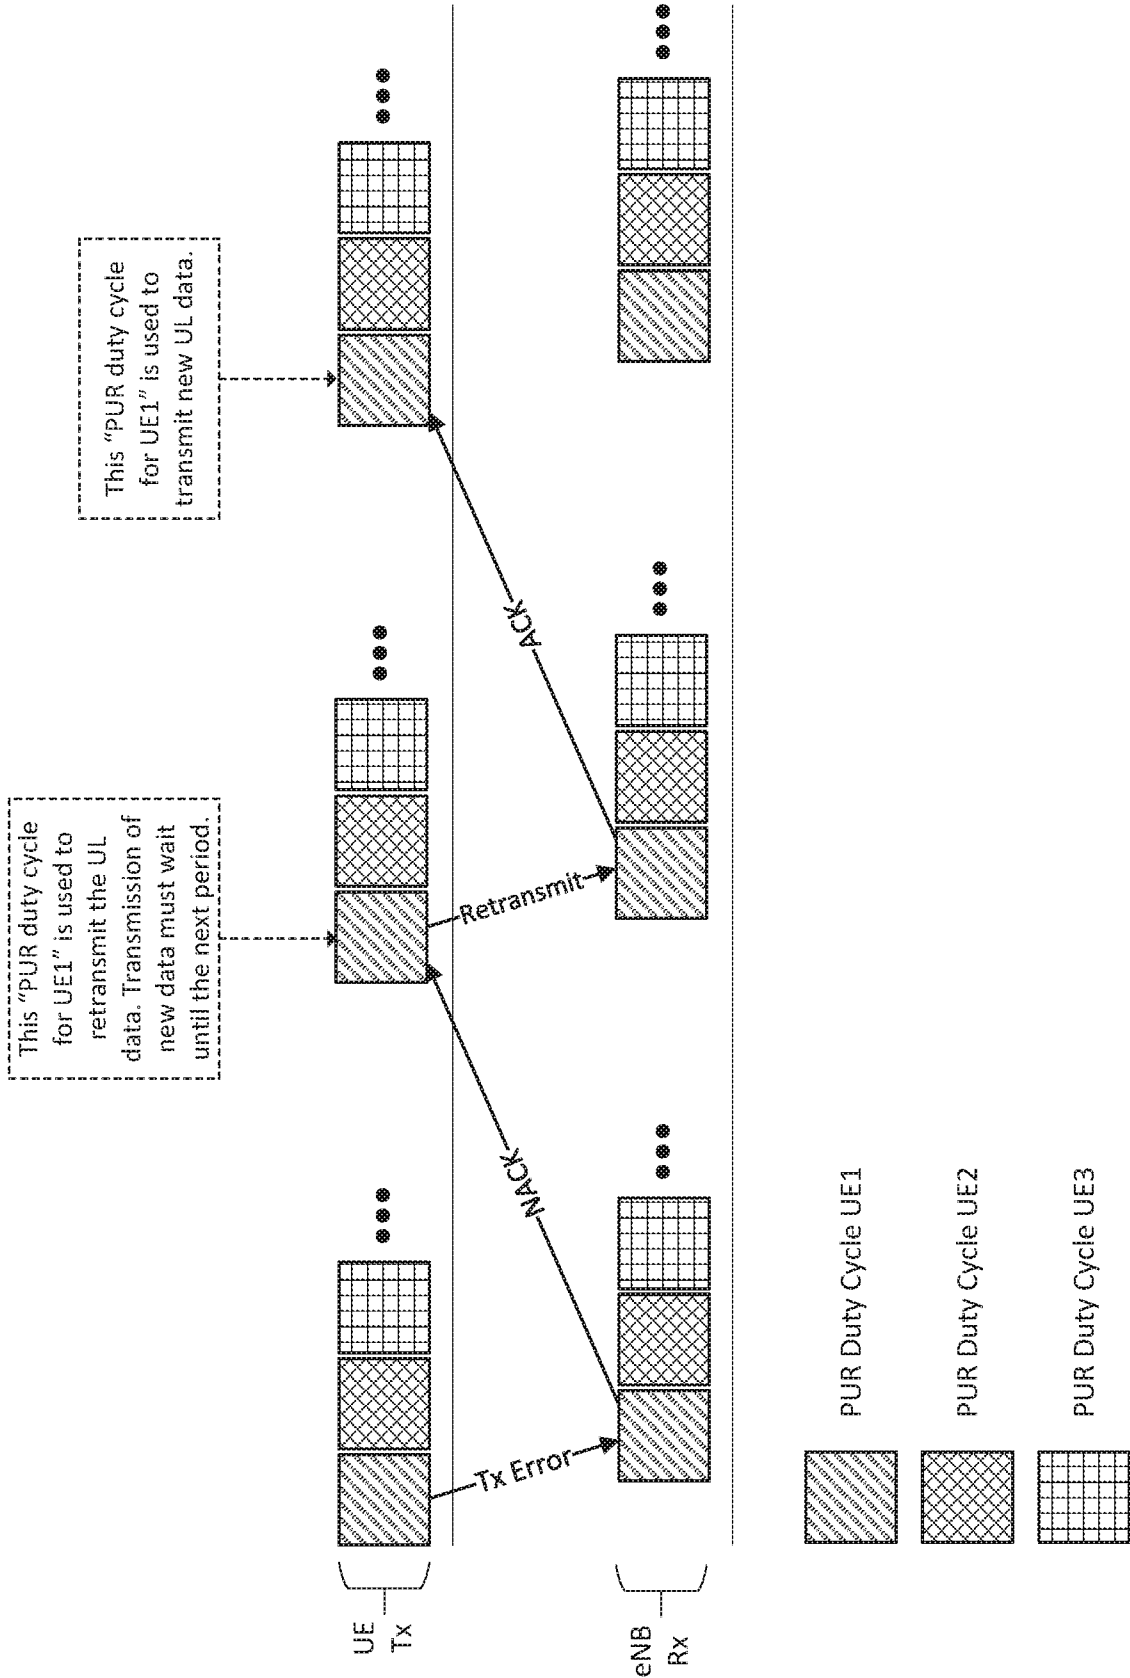 This “PUR duty cycle
for UE1” is used to
retransmit the UL
data. Transmission of
new data must wait
until the next period.
This “PUR duty cycle
for UE1” is used to
transmit new UL data.
UE
Tx
Tx Error
NACK
Retransmit
ACK
eNB
Rx
PUR Duty Cycle UE1
PUR Duty Cycle UE2
PUR Duty Cycle UE3